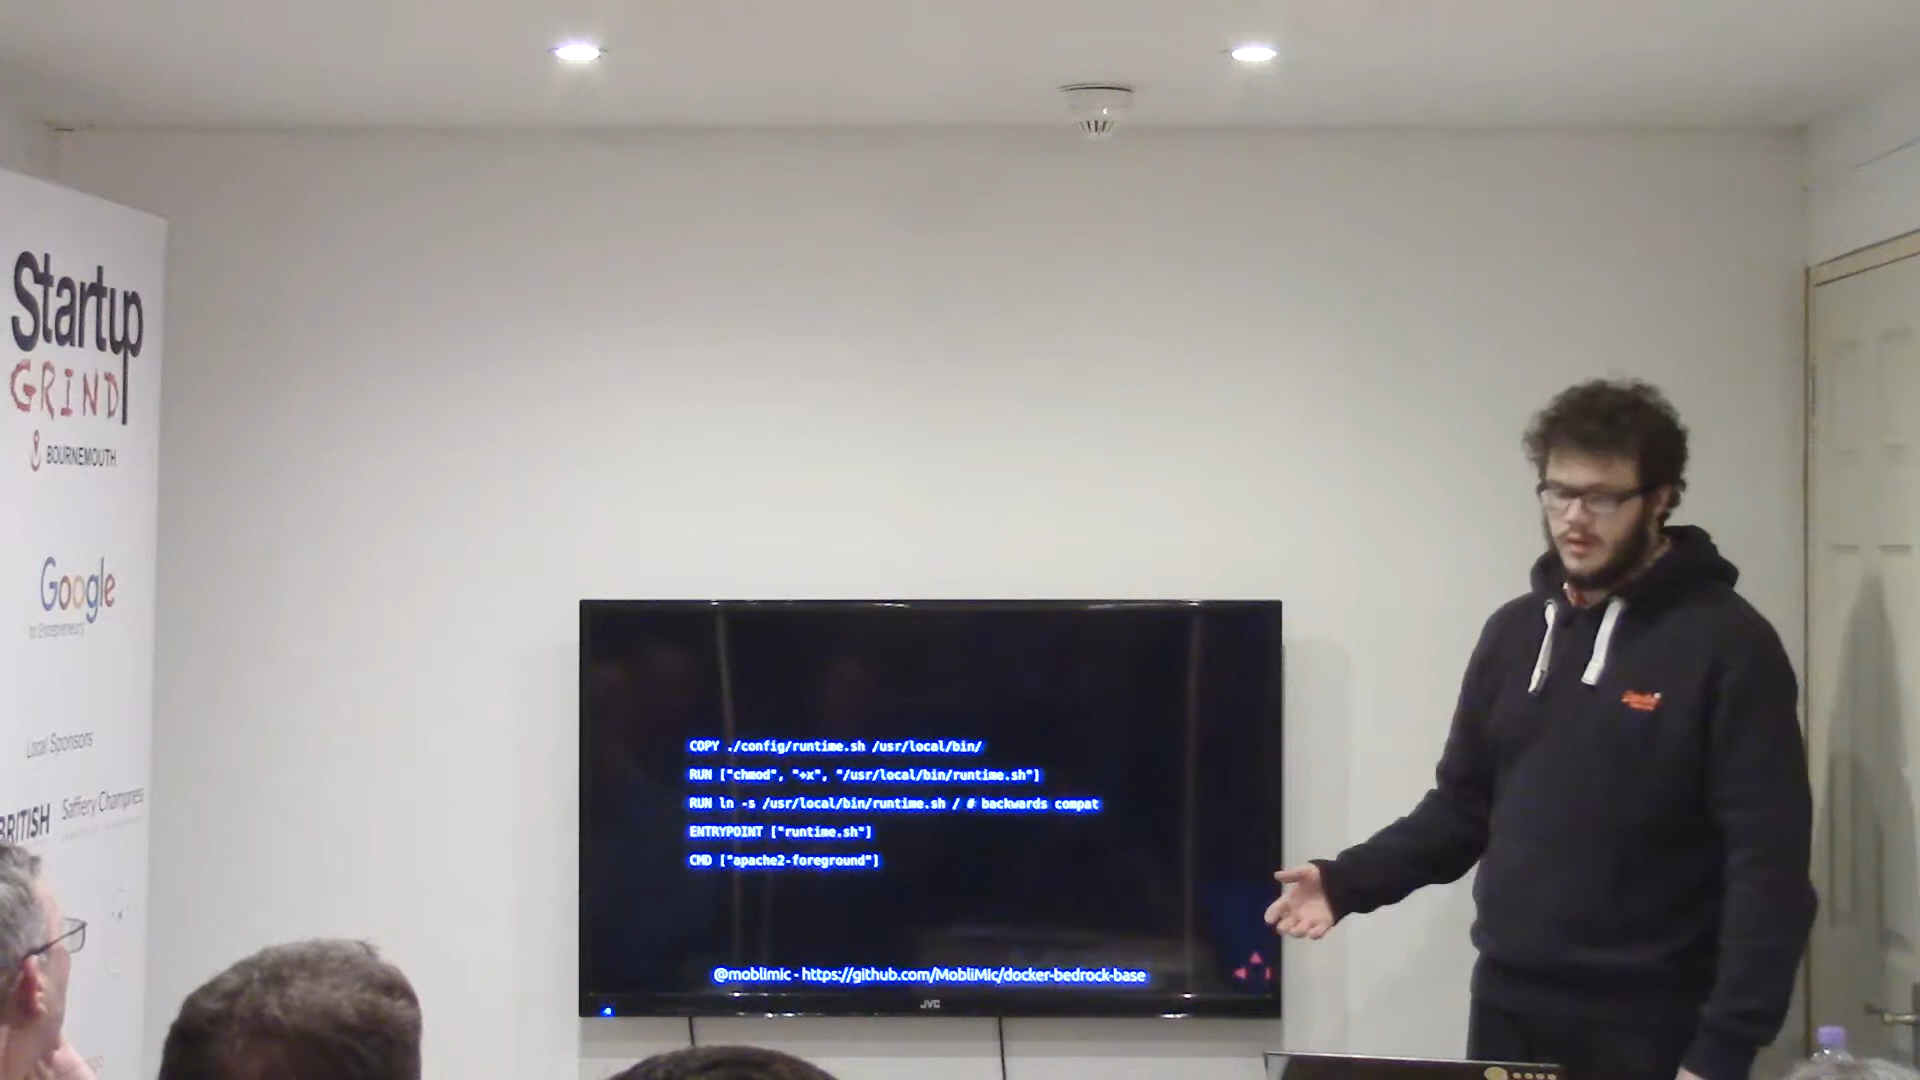 Startup
GRIND
BOURNEMOUTH
Google
for Entrepreneurs
Local Sponsors
BRITISH
Saffery Champness
COPY ./config/runtime.sh /usr/local/bin/
RUN ["chmod", "+x", "/usr/local/bin/runtime.sh"]
RUN ln -s /usr/local/bin/runtime.sh / # backwards compat
ENTRYPOINT ["runtime.sh"]
CMD ["apache2-foreground"]
@moblimic - https://github.com/MobliMic/docker-bedrock-base
JVC